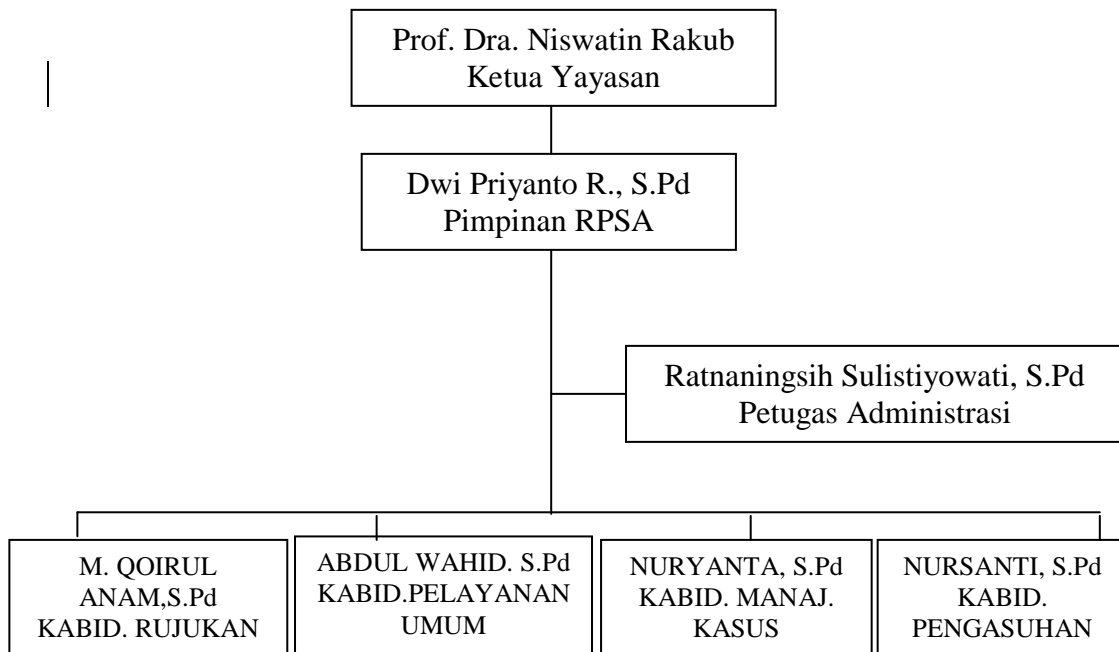 Prof. Dra. Niswatin Rakub
Ketua Yayasan
Dwi Priyanto R., S.Pd
Pimpinan RPSA
Ratnaningsih Sulistiyowati, S.Pd
Petugas Administrasi
M. QOIRUL
ANAM,S.Pd
KABID. RUJUKAN
ABDUL WAHID. S.Pd
KABID.PELAYANAN
UMUM
NURYANTA, S.Pd
KABID. MANAJ.
KASUS
NURSANTI, S.Pd
KABID.
PENGASUHAN